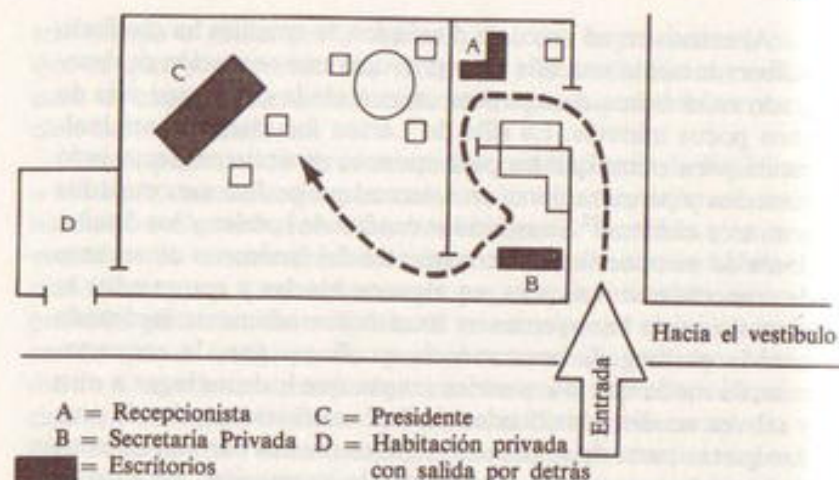 C
A
D
B
Hacia el vestíbulo
Entrada
A = Recepcionista
B = Secretaria Privada
= Escritorios
C = Presidente
D = Habitación privada
con salida por detrás